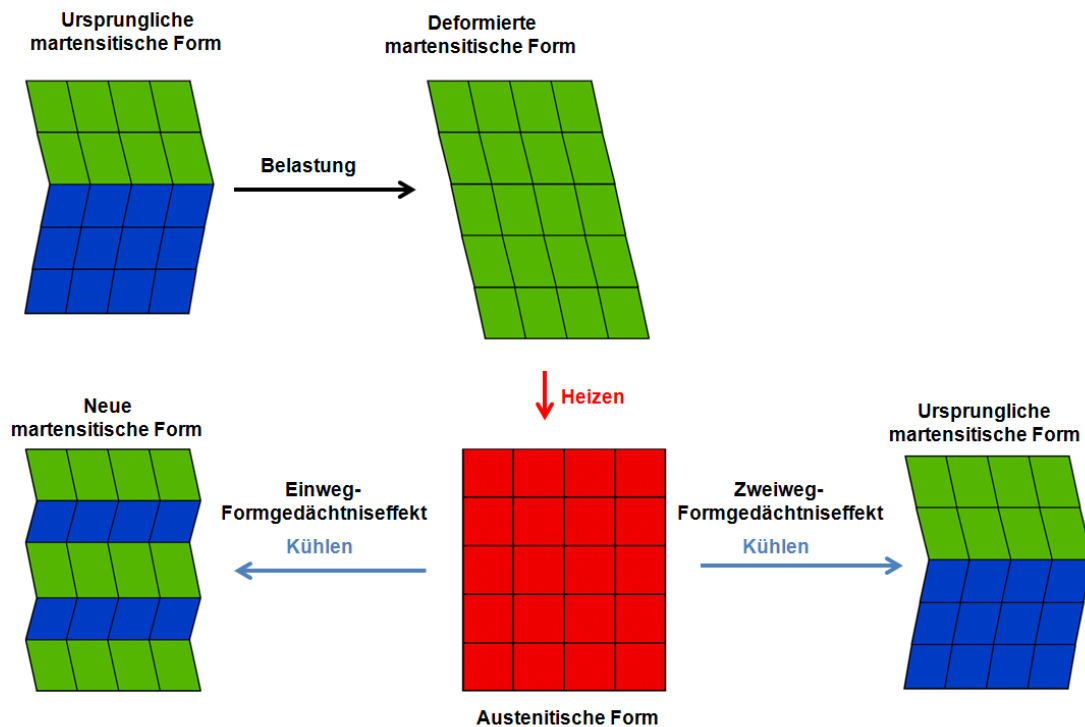 Ursprungliche
martensitische Form
Deformierte
martensitische Form
Belastung
Heizen
Neue
martensitische Form
Einweg-
Formgedächtniseffekt
Kühlen
Zweiweg-
Formgedächtniseffekt
Kühlen
Ursprungliche
martensitische Form
Austenitische Form